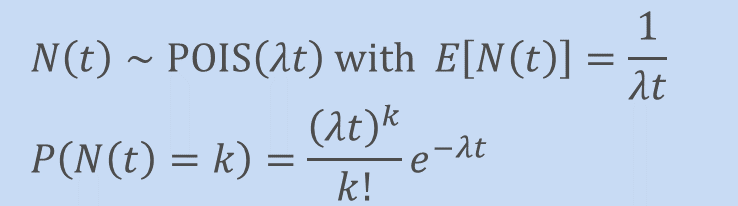 N(t) ~ POIS(λt) with E[N(t)] = 1/λt
P(N(t) = k) = (λt)^k/k! e^−λt